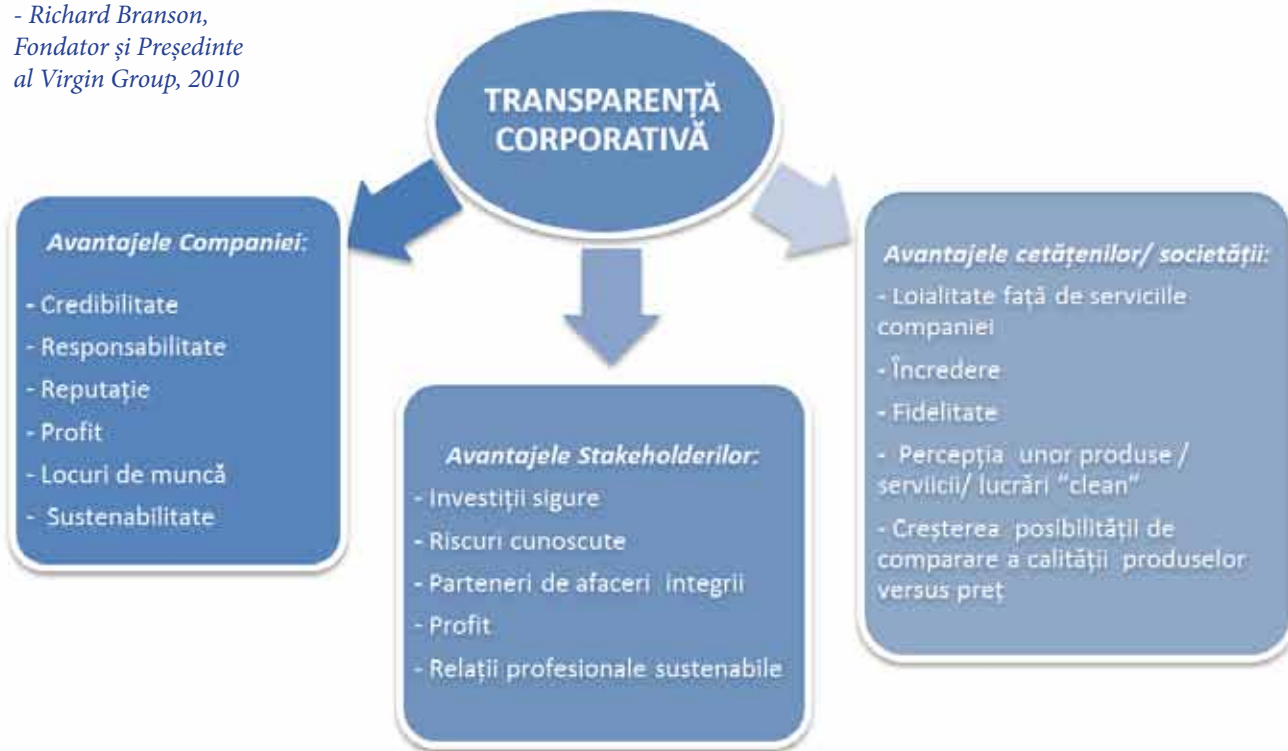 - Richard Branson,
Fondator și Președinte
al Virgin Group, 2010
TRANSPARENȚĂ
CORPORATIVĂ
Avantajele Companiei:
- Credibilitate
- Responsabilitate
- Reputație
- Profit
- Locuri de muncă
- Sustenabilitate
Avantajele Stakeholderilor:
- Investiții sigure
- Riscuri cunoscute
- Parteneri de afaceri integrii
- Profit
- Relații profesionale sustenabile
Avantajele cetățenilor/ societății:
- Loialitate față de serviciile
companiei
- Încredere
- Fidelitate
- Percepția unor produse /
serviicii/ lucrări "clean"
- Creșterea posibilității de
comparare a calității produselor
versus preț